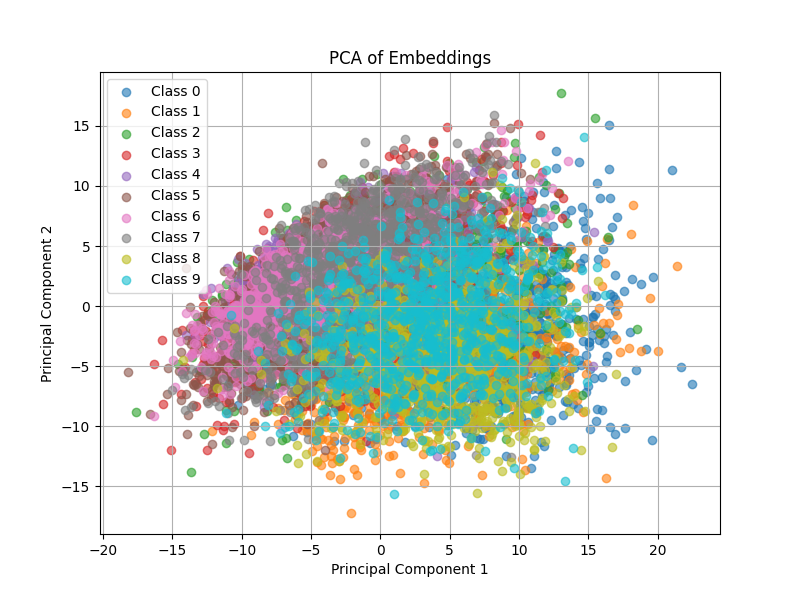 PCA of Embeddings
Class 0
Class 1
Class 2
Class 3
Class 4
Class 5
Class 6
Class 7
Class 8
Class 9
15
10
5
0
−5
−10
−15
Principal Component 2
−20
−15
−10
−5
0
5
10
15
20
Principal Component 1